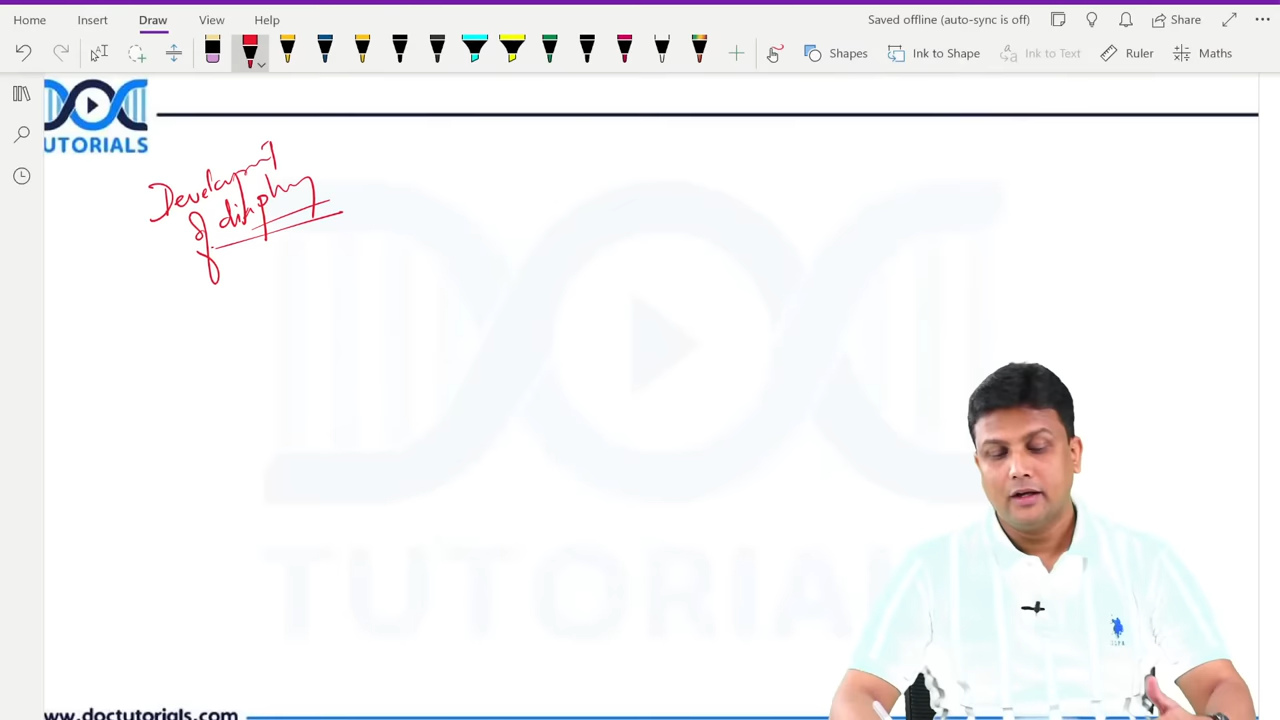 Home Insert Draw View Help
Saved offline (auto-sync is off) Share
Shapes Ink to Shape Ink to Text Ruler Maths
UTORIALS
Development
of
TUTORIAL
ww.doctutorials.com